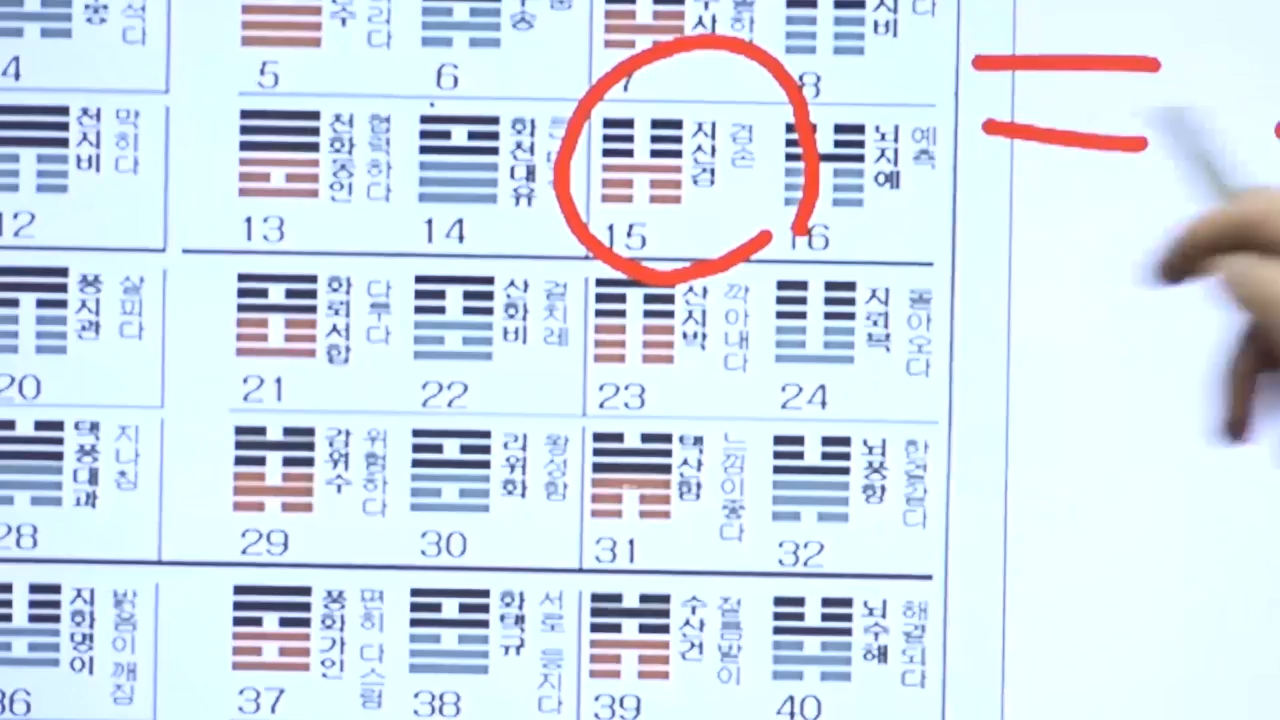 5
6
7
8
4
천지비
막히다
12
천화동인
협력하다
13
화천대유
14
지산겸
겸손
15
뇌지예
예측
16
풍지관
살피다
20
화뢰서합
다투다
21
산화비
겉치레
22
산지박
깍아내다
23
지뢰복
돌아오다
24
택풍대과
지나침
28
감위수
위험하다
29
리위화
왕성함
30
택산함
느낌이좋다
31
뇌풍항
한결같다
32
지화명이
밝음이깨짐
36
풍화가인
37
화택규
서로 등지다
38
수산건
절름발이
39
뇌수해
해결되다
40